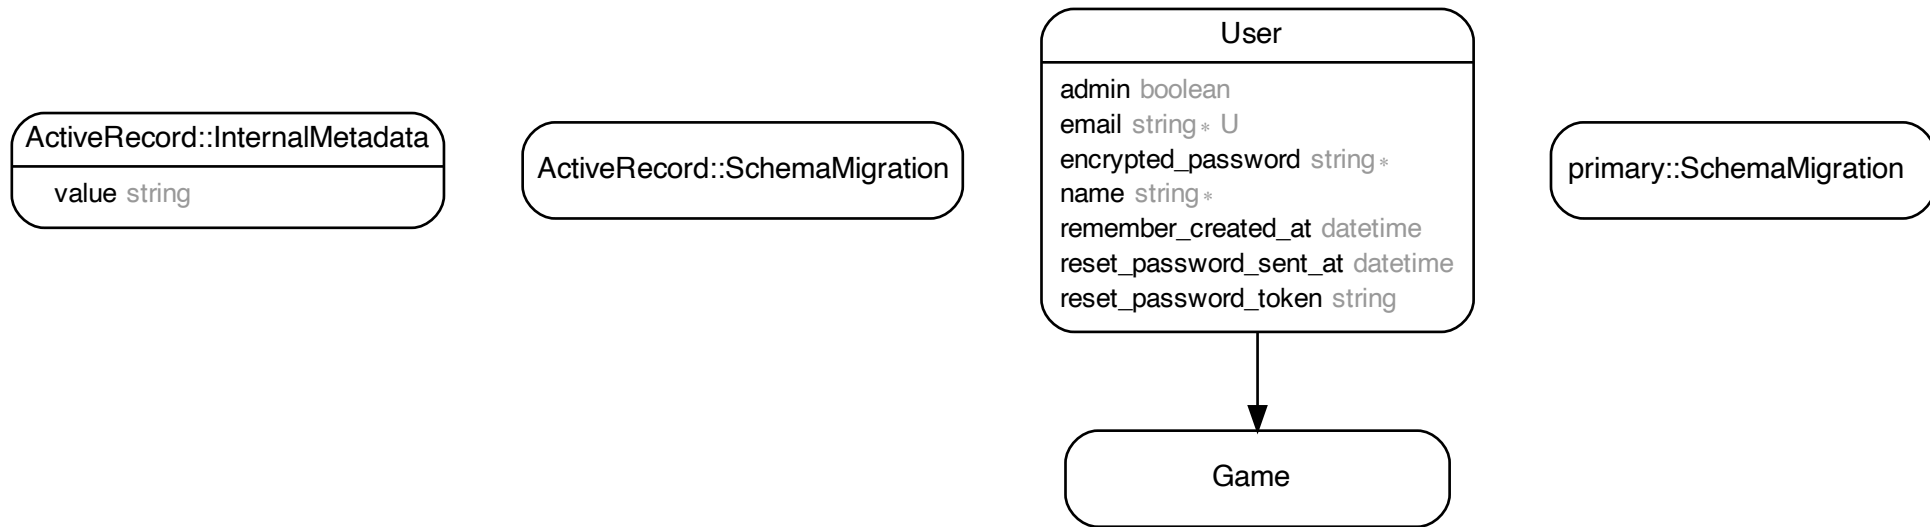 ActiveRecord::InternalMetadata
value string
ActiveRecord::SchemaMigration
User
admin boolean
email string* U
encrypted_password string*
name string*
remember_created_at datetime
reset_password_sent_at datetime
reset_password_token string
primary::SchemaMigration
Game